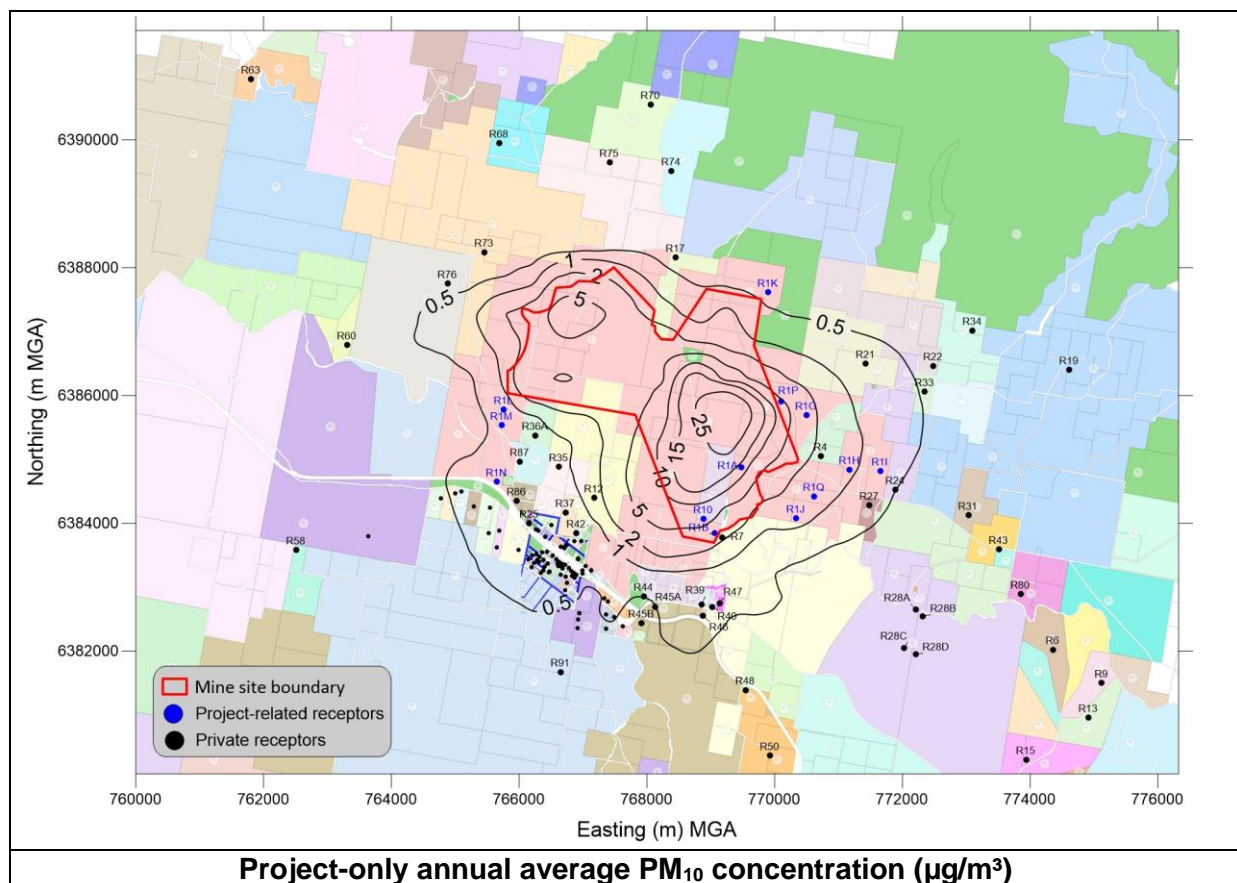 R63
R70
6390000
R68
R75
R74
6388000
R73
R17
R76
1
2
0.5
5
R1K
0.5
R34
R60
R21
R22
R19
6386000
R33
R1L
R1P
R1G
R1M
25
R36A
15
R4
R87
R35
R1A
R1H
R1I
R1N
10
R12
R24
R86
R1Q
R27
R37
5
R10
R1J
R31
6384000
R25
R42
R1B
R7
2
1
R43
R58
0.5
R44
R45A
R39
R47
R80
R40
R28A
R45B
R46
R28B
6382000
R28C
R28D
R6
R91
R9
R48
R13
R50
R15
Northing (m MGA)
Mine site boundary
Project-related receptors
Private receptors
760000 762000 764000 766000 768000 770000 772000 774000 776000
Easting (m) MGA
Project-only annual average PM₁₀ concentration (µg/m³)